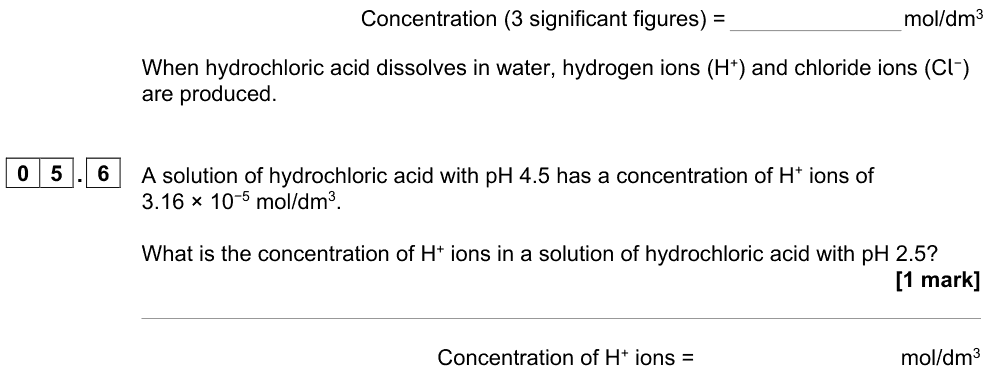 Concentration (3 significant figures) = ____________ mol/dm³
When hydrochloric acid dissolves in water, hydrogen ions (H⁺) and chloride ions (Cl⁻)
are produced.
0 5 . 6 A solution of hydrochloric acid with pH 4.5 has a concentration of H⁺ ions of
3.16 × 10⁻⁵ mol/dm³.
What is the concentration of H⁺ ions in a solution of hydrochloric acid with pH 2.5?
[1 mark]
Concentration of H⁺ ions = mol/dm³